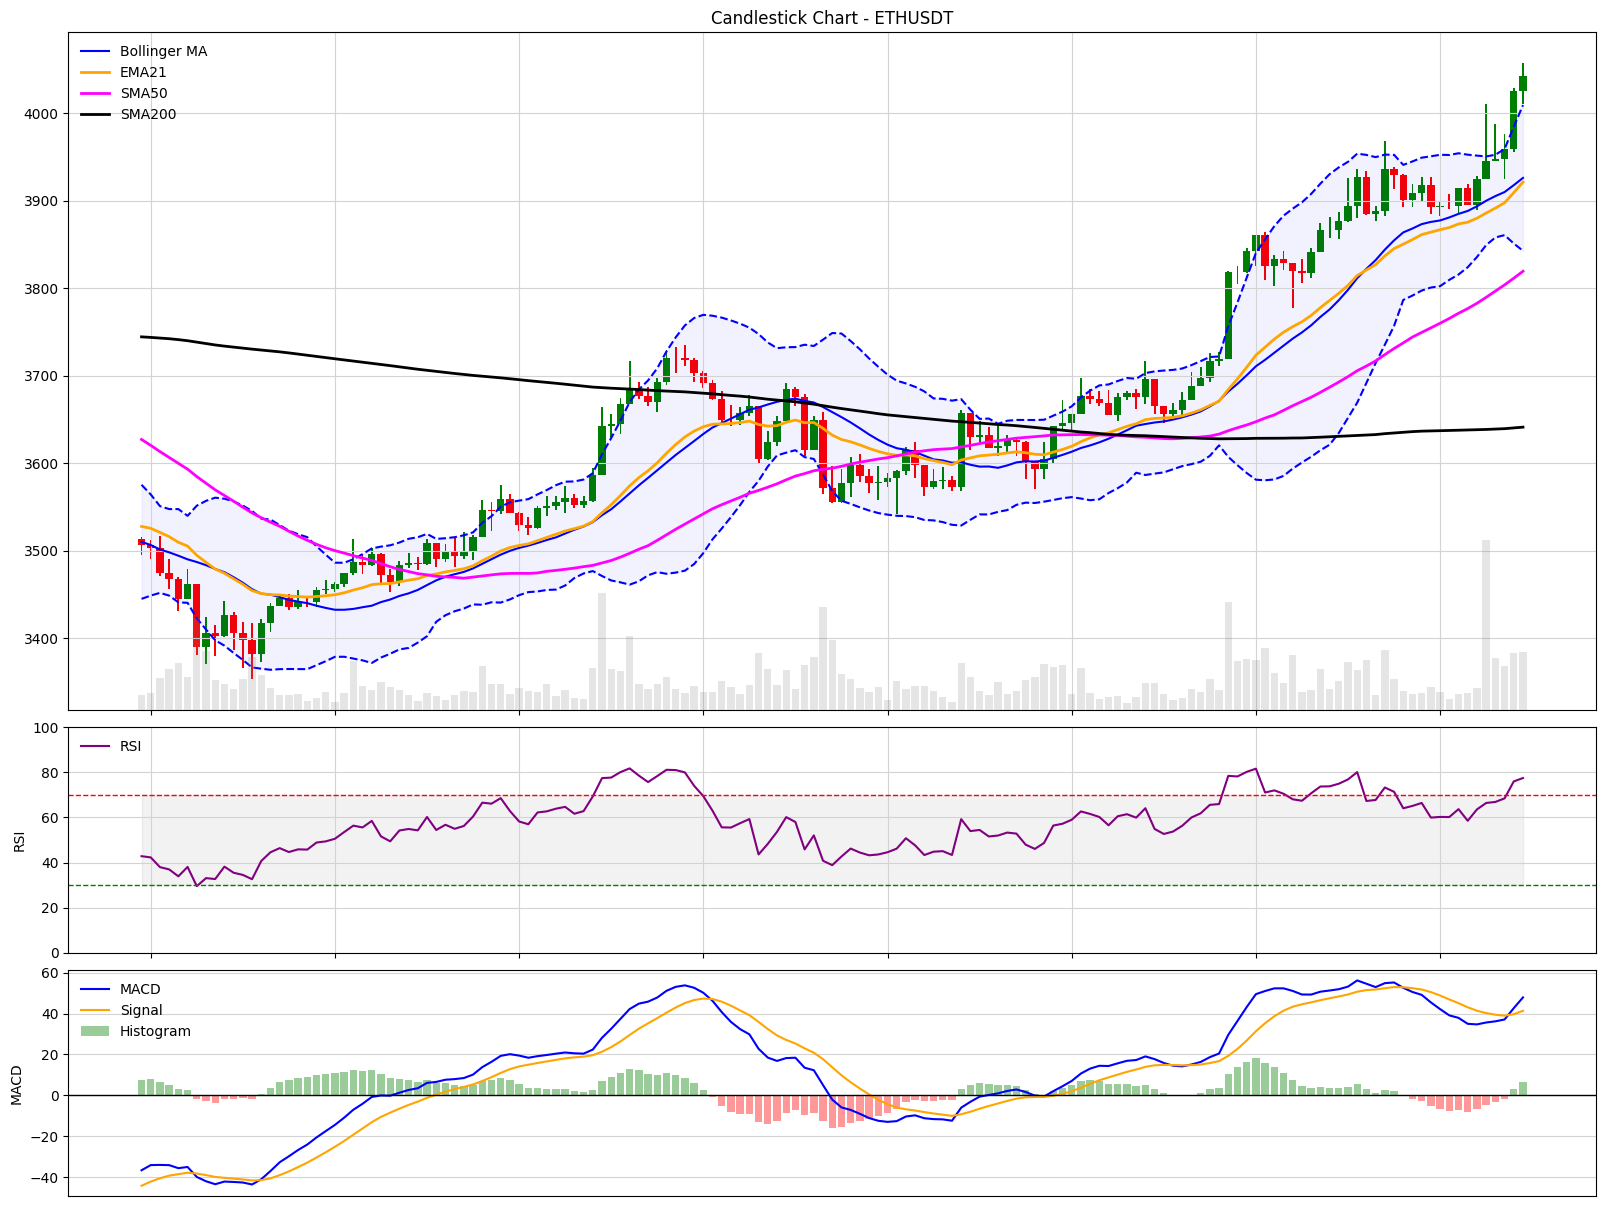 Candlestick Chart - ETHUSDT
Bollinger MA
EMA21
SMA50
SMA200
4000
3900
3800
3700
3600
3500
3400
RSI
100
80
60
40
20
0
RSI
MACD
Signal
Histogram
60
40
20
0
−20
−40
MACD